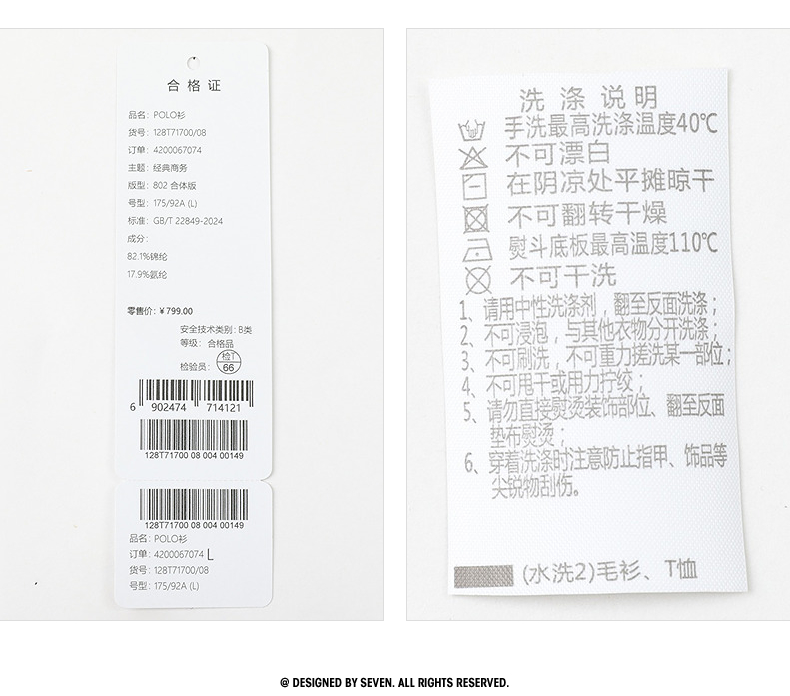 合格证
品名：POLO衫
货号：128T71700/08
订单：4200067074
主题：经典商务
版型：802 合体版
号型：175/92A (L)
标准：GB/T 22849-2024
成分：
82.1%锦纶
17.9%氨纶
零售价：¥799.00
安全技术类别：B类
等级：合格品
检验员：检T 66
6 902474 714121
128T71700 08 004 00149
128T71700 08 004 00149
品名：POLO衫
订单：4200067074 L
货号：128T71700/08
号型：175/92A (L)
洗涤说明
手洗最高洗涤温度40℃
不可漂白
在阴凉处平摊晾干
不可翻转干燥
熨斗底板最高温度110℃
不可干洗
1、请用中性洗涤剂，翻至反面洗涤；
2、不可浸泡，与其他衣物分开洗涤；
3、不可刷洗，不可重力搓洗某一部位；
4、不可甩干或用力拧绞；
5、请勿直接熨烫装饰部位、翻至反面
垫布熨烫；
6、穿着洗涤时注意防止指甲、饰品等
尖锐物刮伤。
(水洗2)毛衫、T恤
@ DESIGNED BY SEVEN. ALL RIGHTS RESERVED.